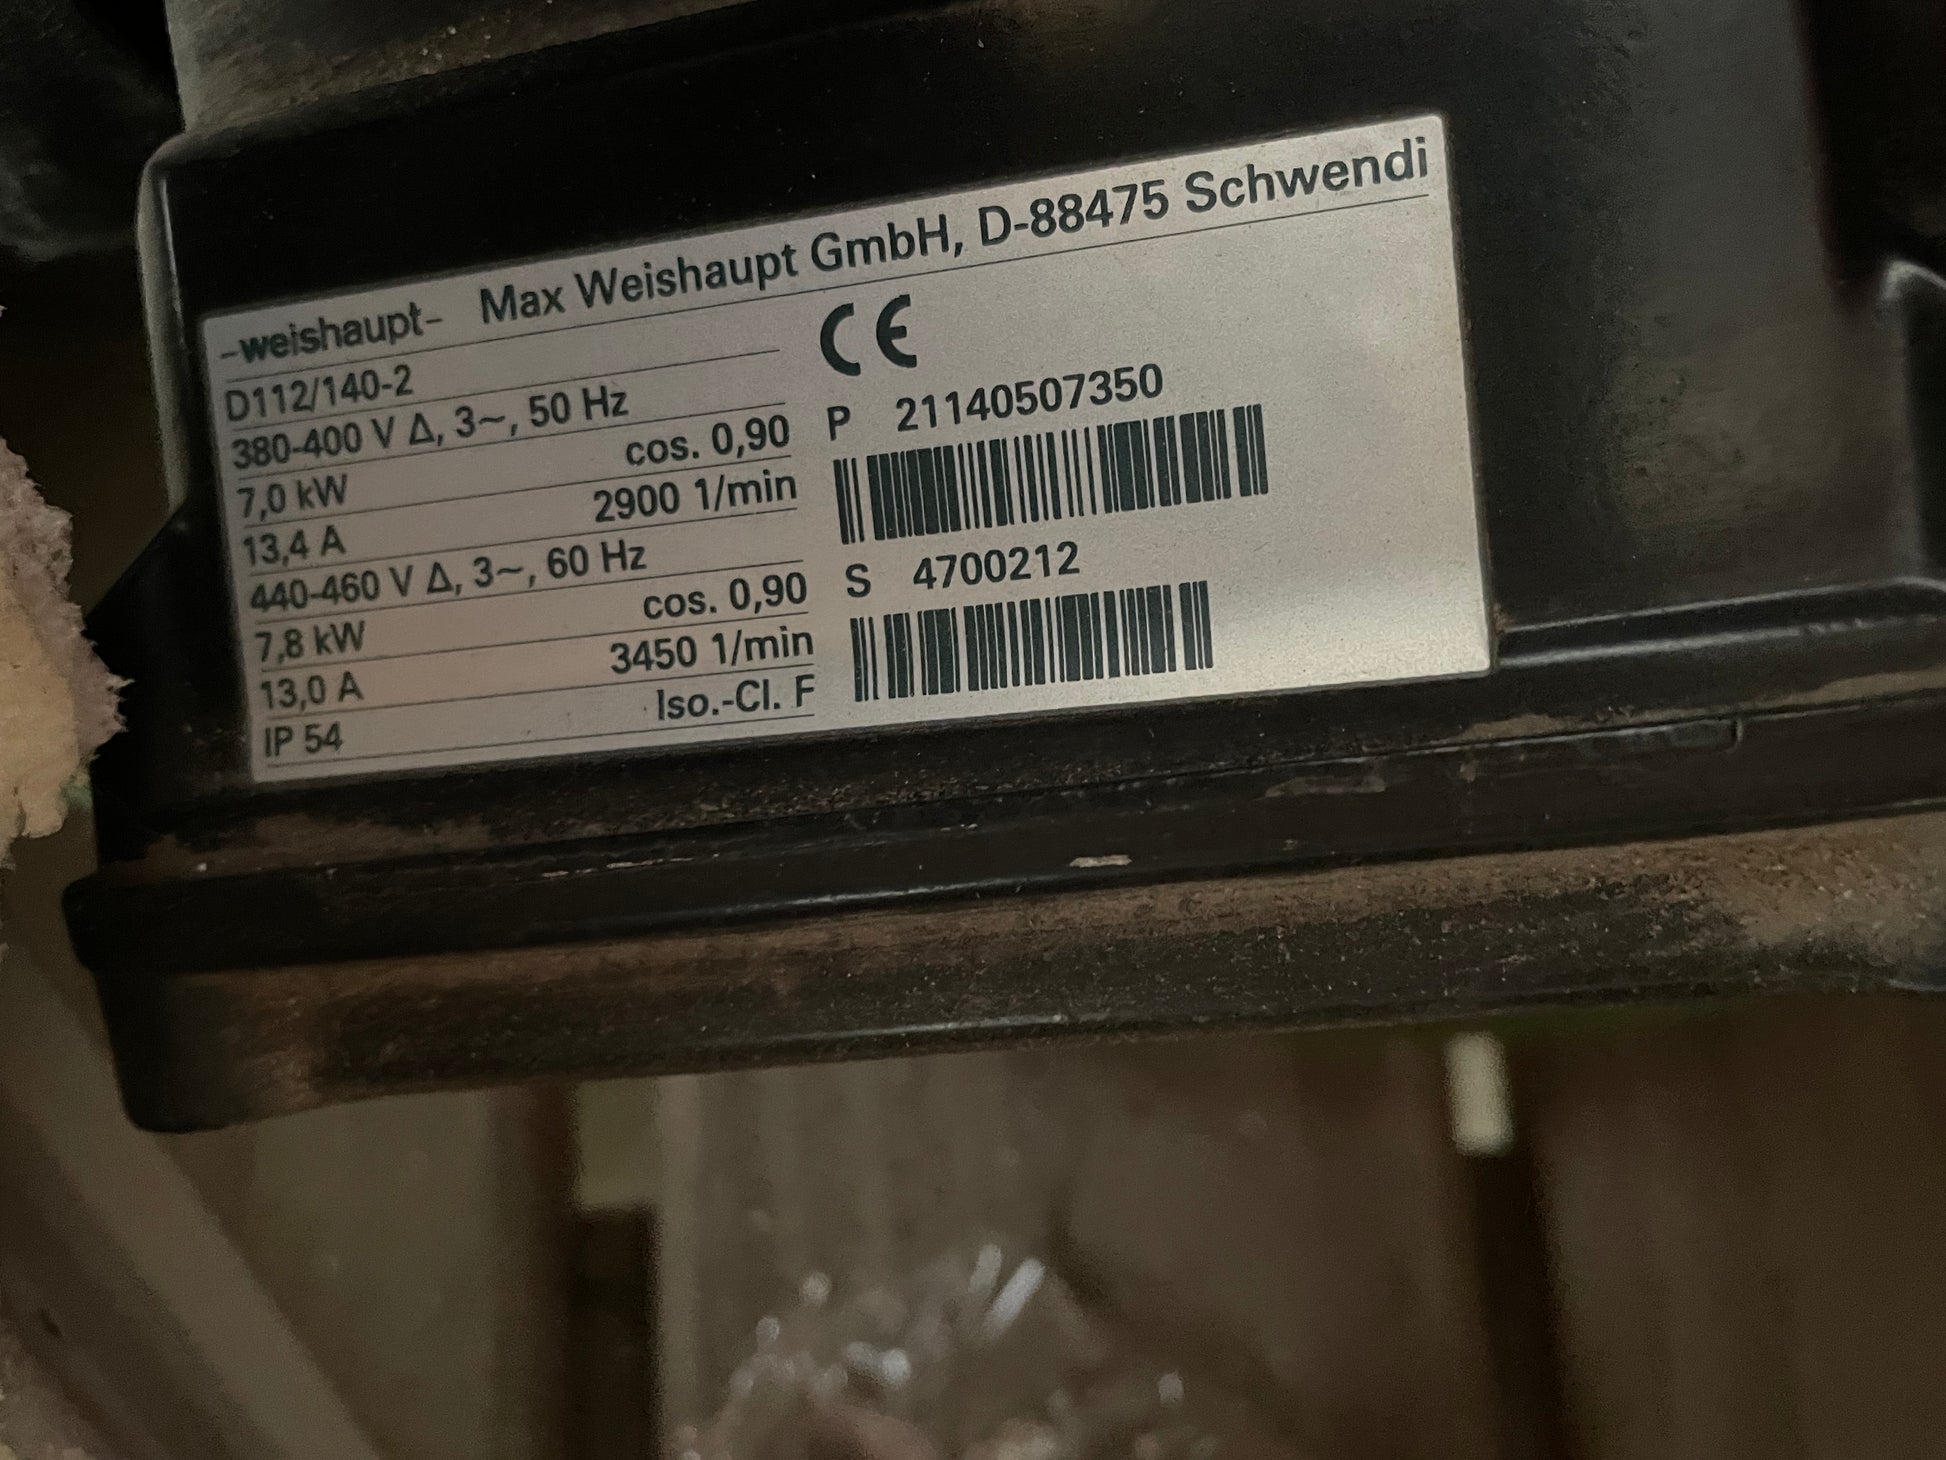 -weishaupt- Max Weishaupt GmbH, D-88475 Schwendi
D112/140-2
380-400 V Δ, 3~, 50 Hz
7,0 kW cos. 0,90
13,4 A 2900 1/min
440-460 V Δ, 3~, 60 Hz
7,8 kW cos. 0,90
13,0 A 3450 1/min
IP 54 Iso.-Cl. F
CE
P 21140507350
S 4700212